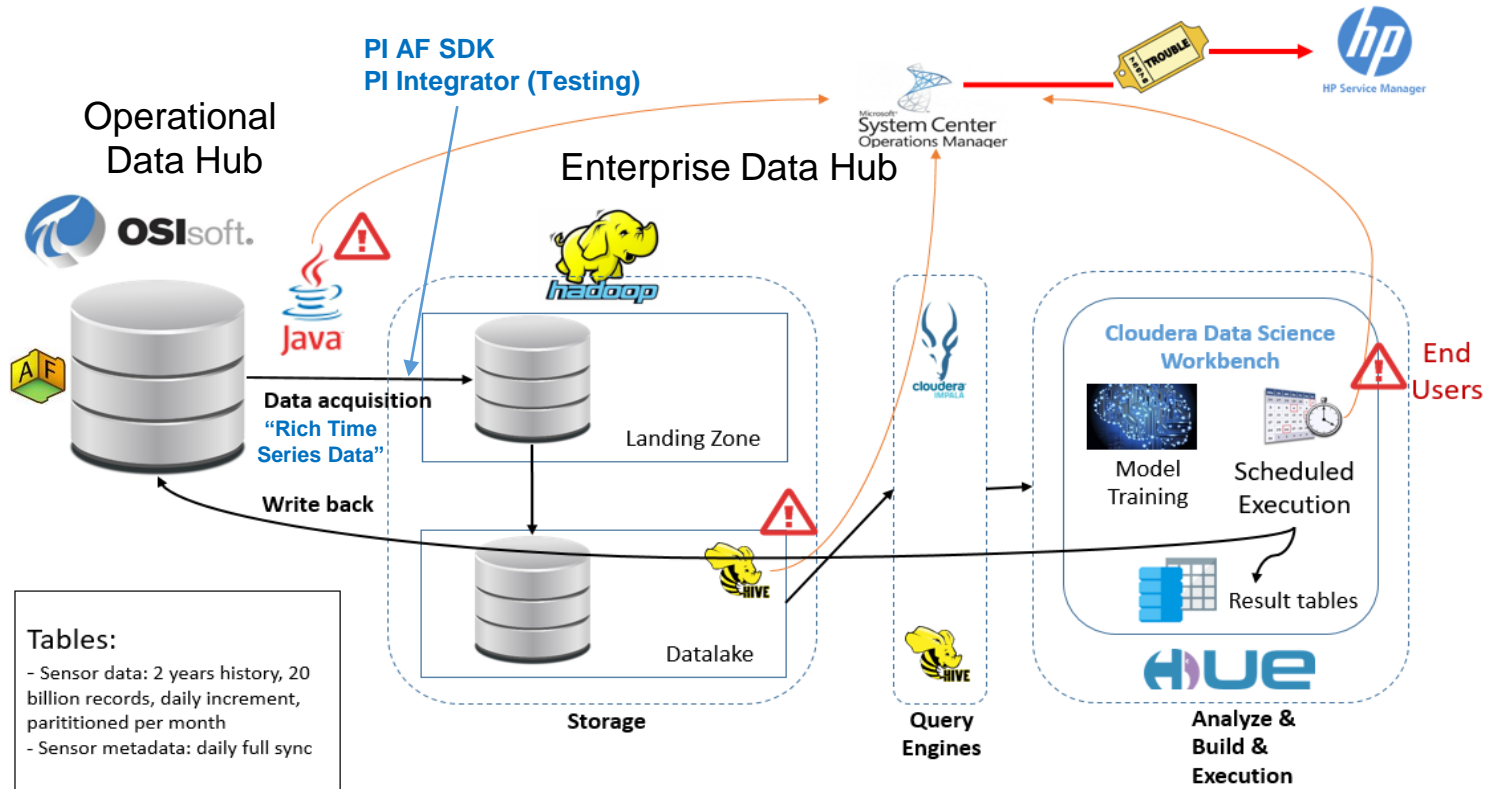 PI AF SDK
PI Integrator (Testing)
TROUBLE
hp
HP Service Manager
Microsoft
System Center
Operations Manager
Operational
Data Hub
Enterprise Data Hub
OSIsoft.
hadoop
Java
AF
Data acquisition
“Rich Time
Series Data”
Write back
Landing Zone
HIVE
Datalake
Storage
cloudera
IMPALA
HIVE
Query
Engines
Cloudera Data Science
Workbench
End
Users
Model
Training
Scheduled
Execution
Result tables
HUE
Analyze &
Build &
Execution
Tables:
- Sensor data: 2 years history, 20
billion records, daily increment,
parititioned per month
- Sensor metadata: daily full sync